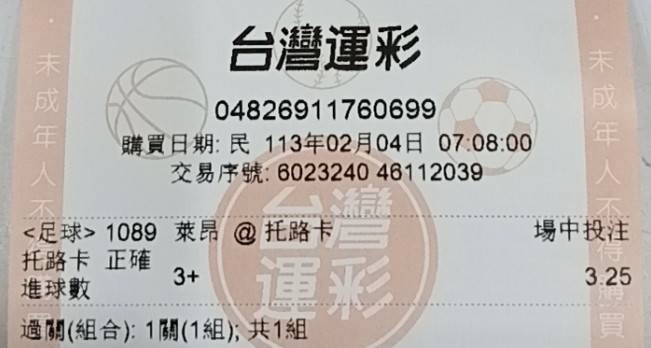 台灣運彩
04826911760699
購買日期: 民 113年02月04日 07:08:00
交易序號: 6023240 46112039
<足球> 1089 萊昂 @ 托路卡 場中投注
托路卡 正確
進球數 3+ 3.25
過關(組合): 1關(1組); 共1組
台灣
運彩
未成年人不
未成年人不得購買